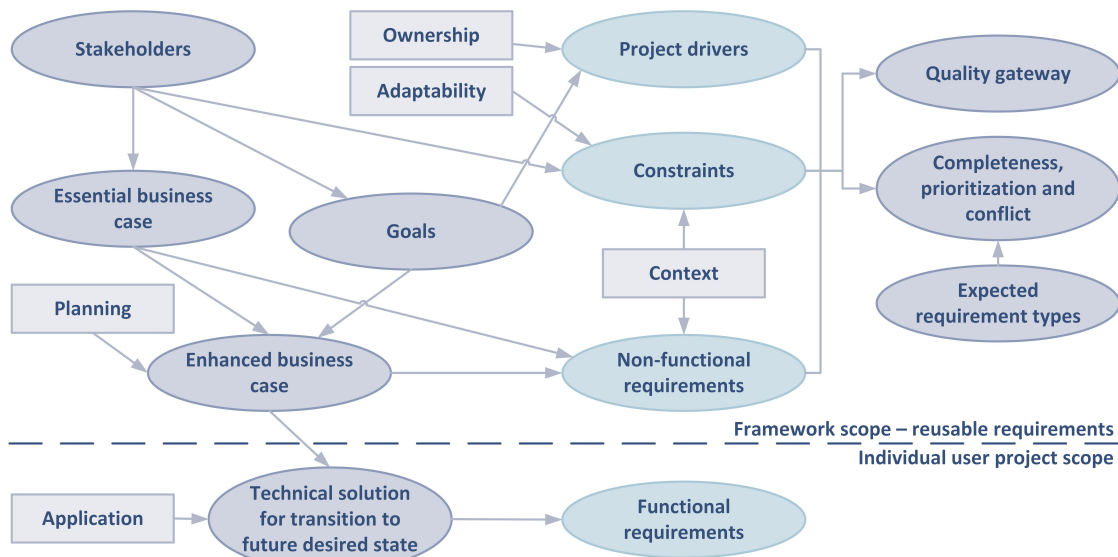 Stakeholders
Ownership
Project drivers
Adaptability
Quality gateway
Essential business
case
Goals
Constraints
Completeness,
prioritization and
conflict
Context
Planning
Expected
requirement types
Enhanced business
case
Non-functional
requirements
Framework scope – reusable requirements
Individual user project scope
Application
Technical solution
for transition to
future desired state
Functional
requirements